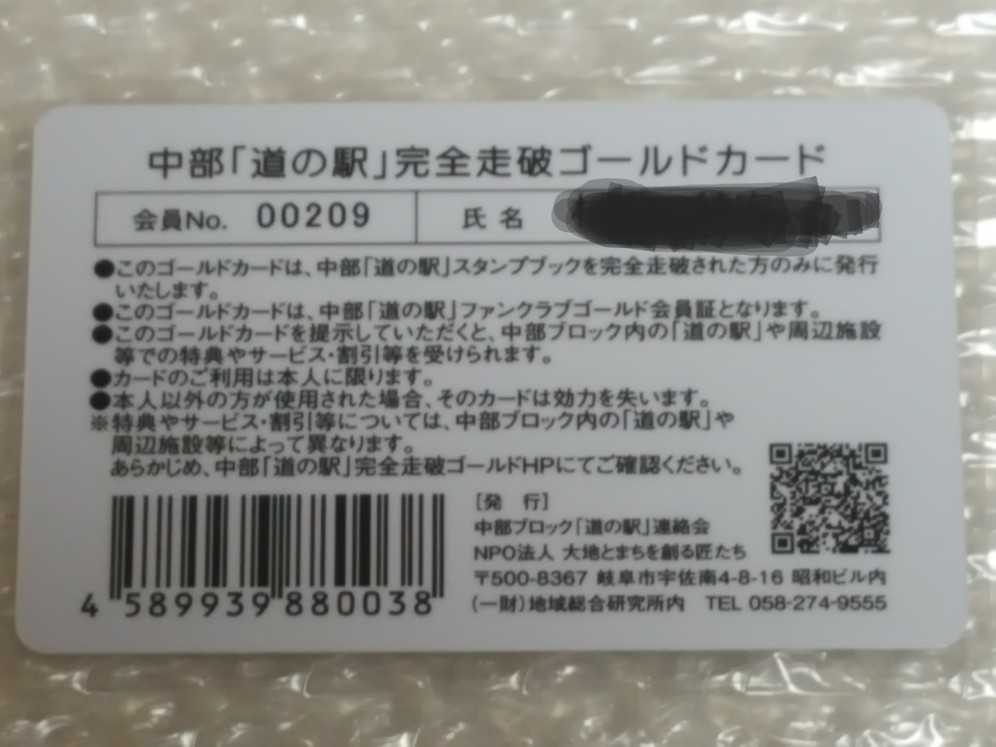 中部「道の駅」完全走破ゴールドカード
会員No. 00209 氏 名
●このゴールドカードは、中部「道の駅」スタンプブックを完全走破された方のみに発行
いたします。
●このゴールドカードは、中部「道の駅」ファンクラブゴールド会員証となります。
●このゴールドカードを提示していただくと、中部ブロック内の「道の駅」や周辺施設
等での特典やサービス・割引等を受けられます。
●カードのご利用は本人に限ります。
●本人以外の方が使用された場合、そのカードは効力を失います。
※特典やサービス・割引等については、中部ブロック内の「道の駅」や
周辺施設等によって異なります。
あらかじめ、中部「道の駅」完全走破ゴールドHPにてご確認ください。
[発 行]
中部ブロック「道の駅」連絡会
NPO法人 大地とまちを創る匠たち
〒500-8367 岐阜市宇佐南4-8-16 昭和ビル内
(一財)地域総合研究所内 TEL 058-274-9555
4 589939 880038